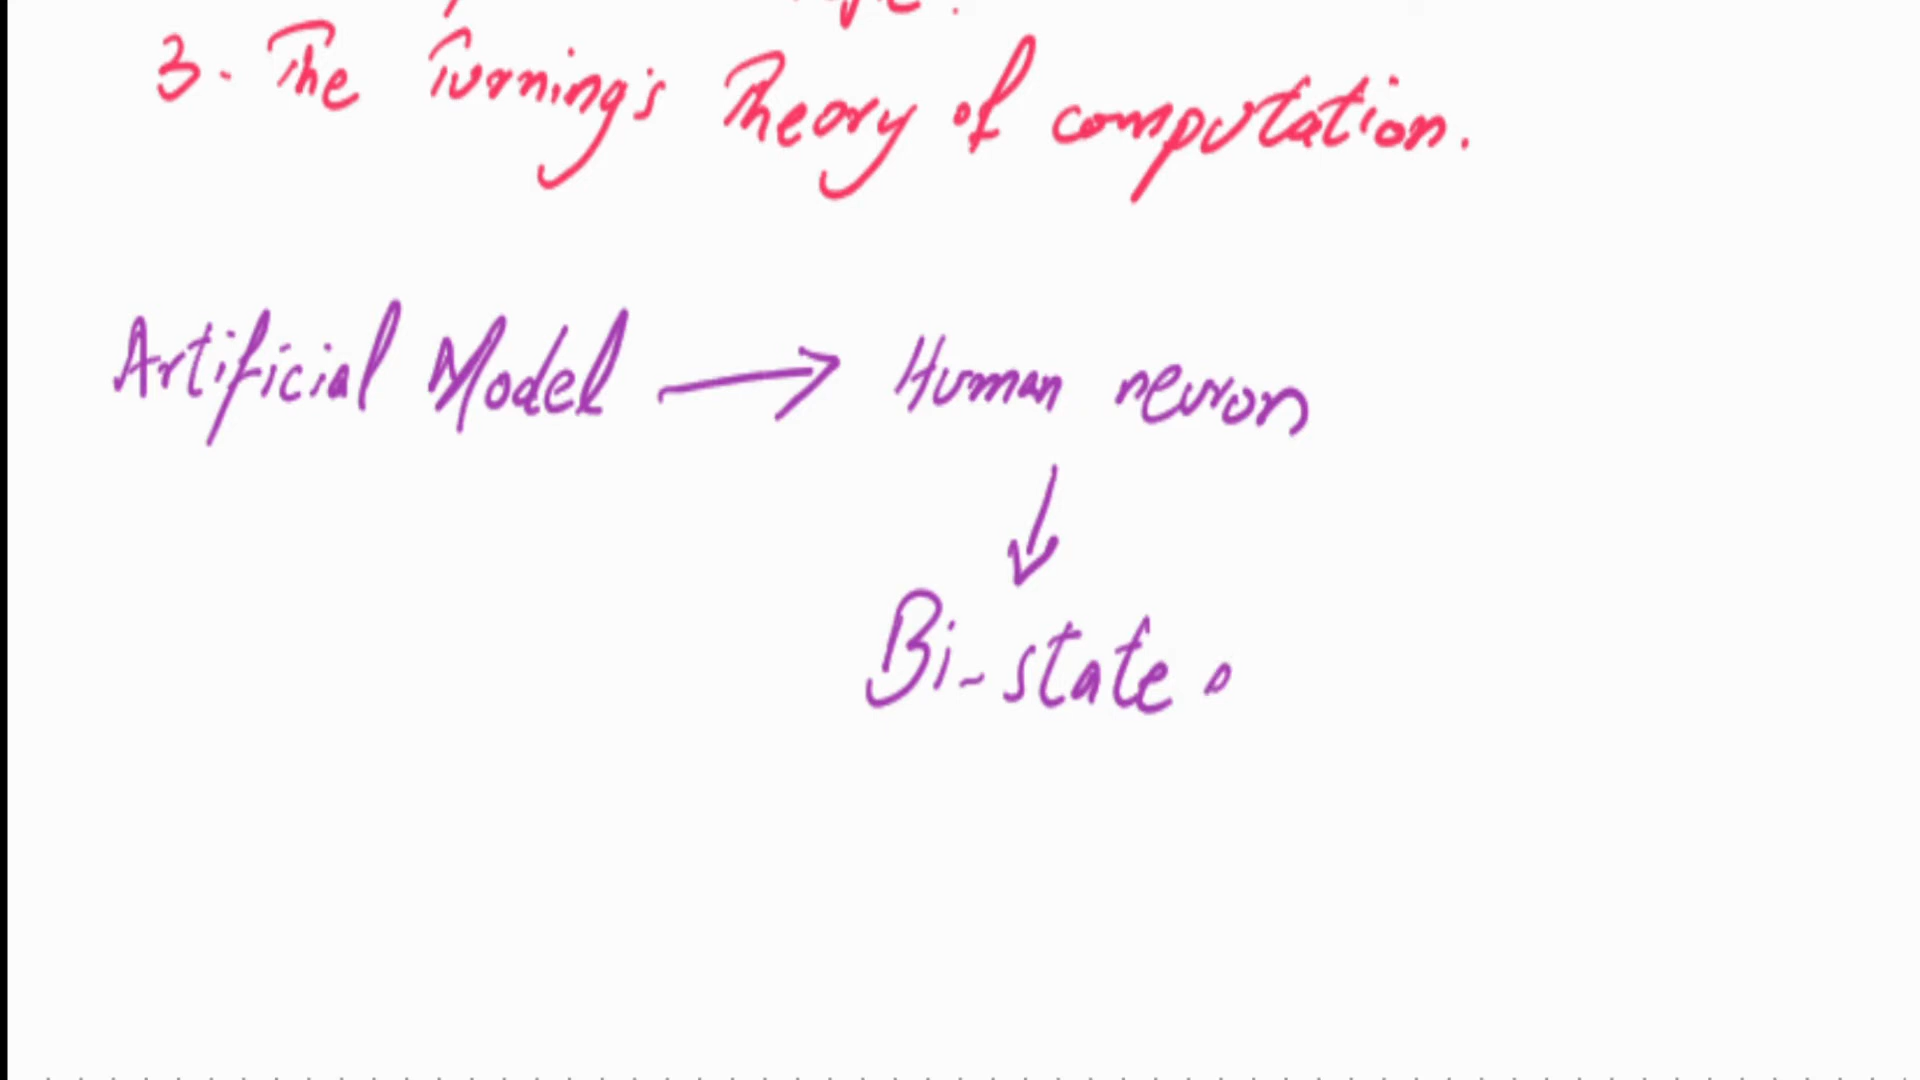 3. The Turning's Theory of computation.
Artificial Model → Human neuron
↓
Bi-state.